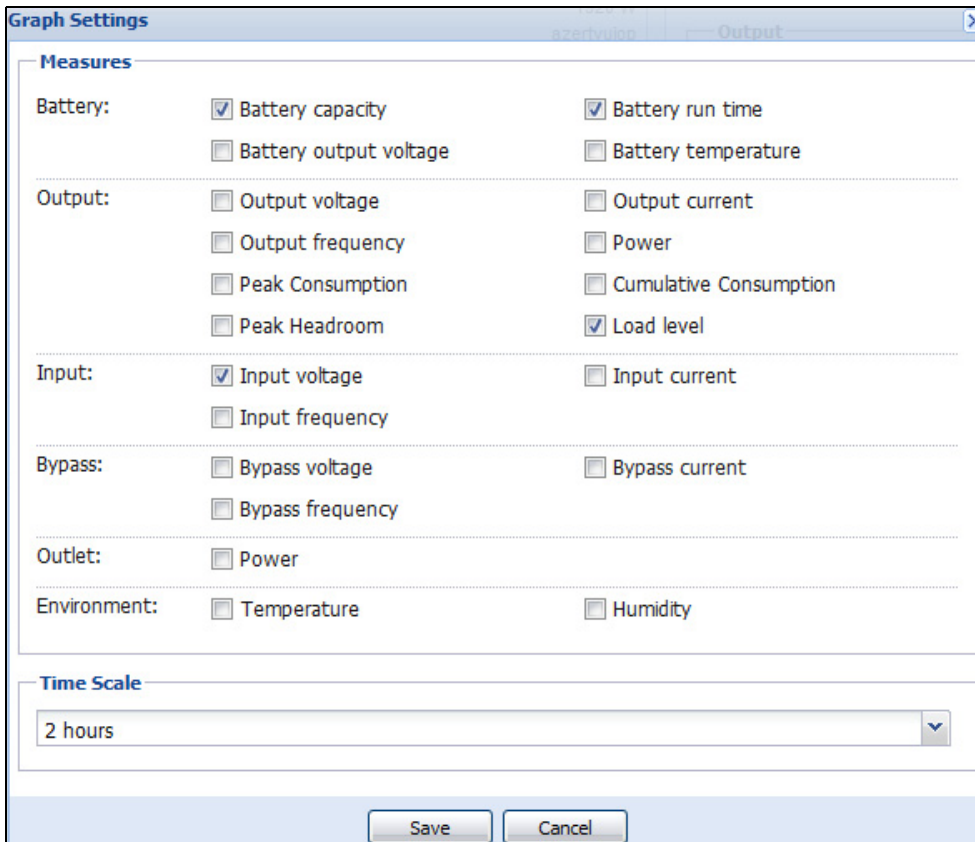 Graph Settings
azertyuiop
Output
Measures
Battery:
Battery capacity
Battery run time
Battery output voltage
Battery temperature
Output:
Output voltage
Output current
Output frequency
Power
Peak Consumption
Cumulative Consumption
Peak Headroom
Load level
Input:
Input voltage
Input current
Input frequency
Bypass:
Bypass voltage
Bypass current
Bypass frequency
Outlet:
Power
Environment:
Temperature
Humidity
Time Scale
2 hours
Save
Cancel